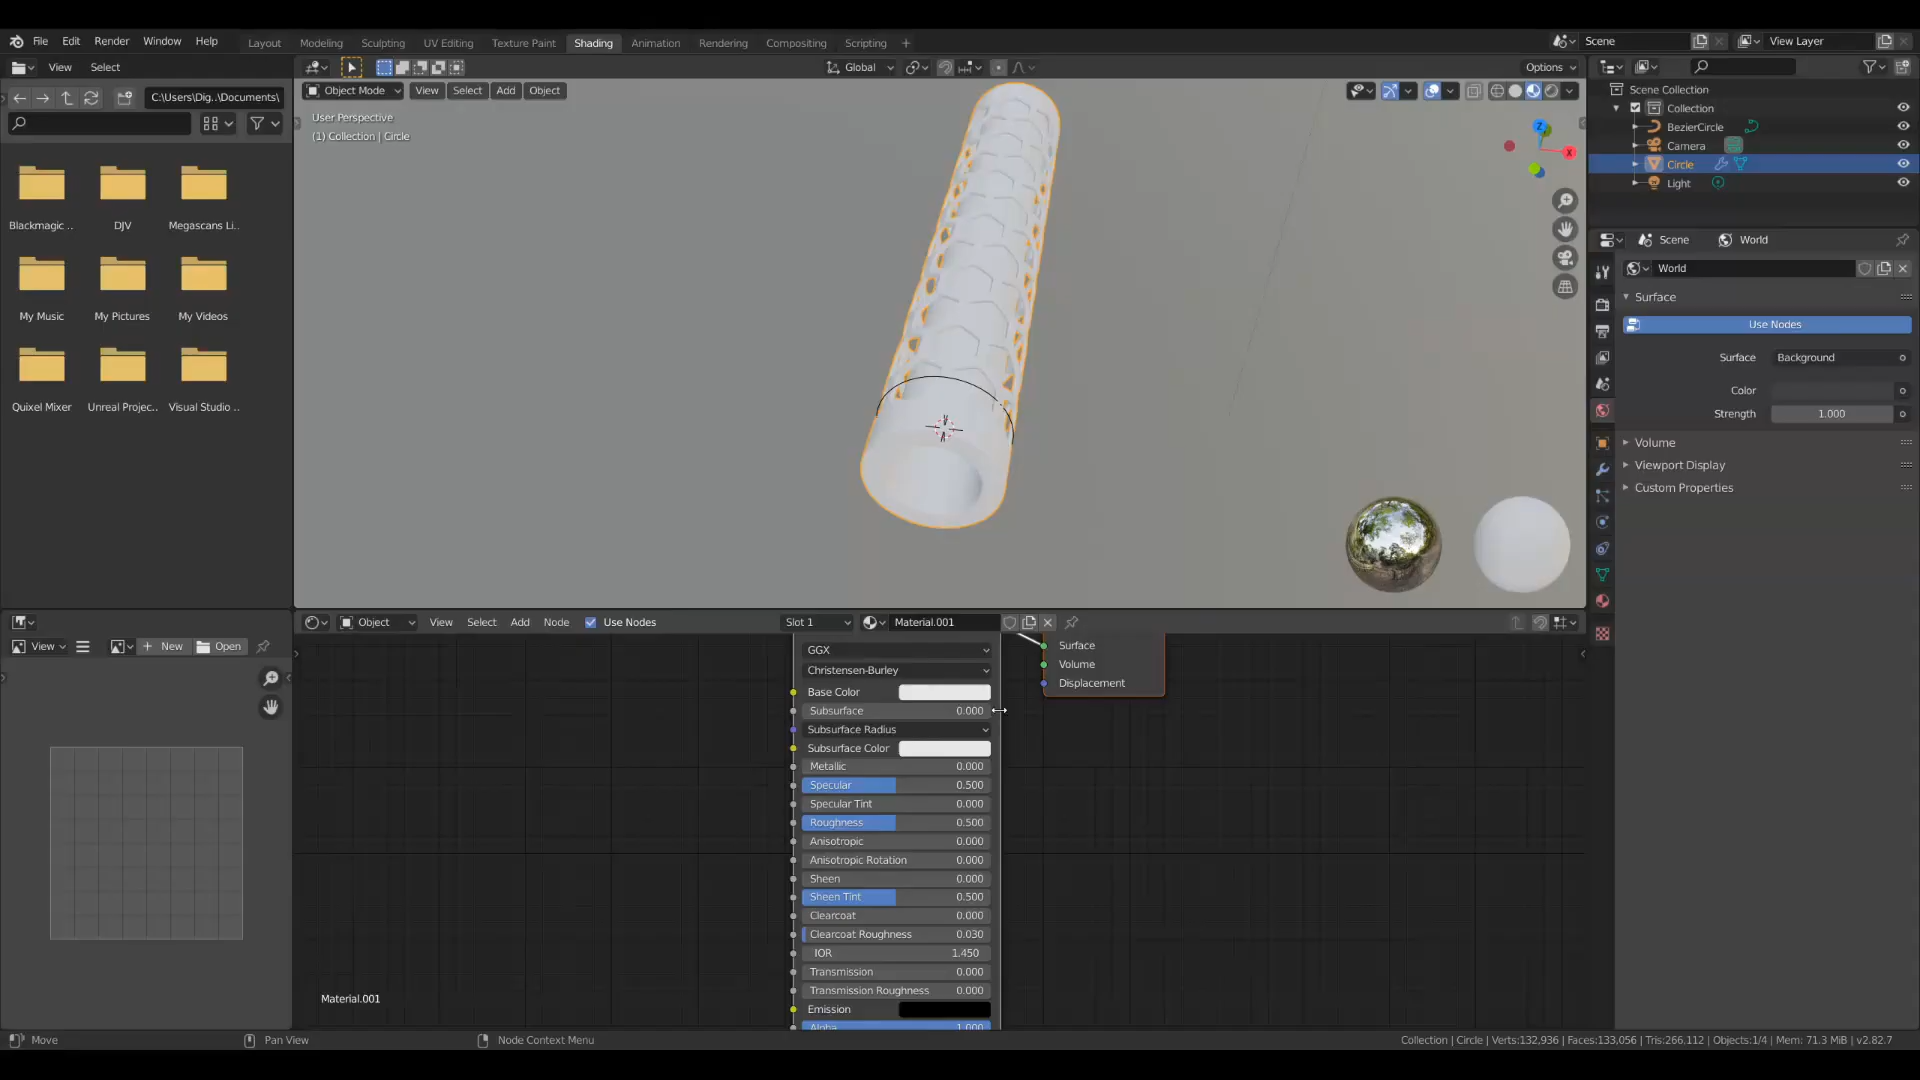 File Edit Render Window Help Layout Modeling Sculpting UV Editing Texture Paint Shading Animation Rendering Compositing Scripting + Scene View Layer
View Select Global Options
C:\Users\Dig..\Documents\ Object Mode View Select Add Object
User Perspective
(1) Collection | Circle
Blackmagic .. DJV Megascans Li..
My Music My Pictures My Videos
Quixel Mixer Unreal Projec.. Visual Studio ..
Z
X
Scene Collection
Collection
BezierCircle
Camera
Circle
Light
Scene World
World
Surface
Use Nodes
Surface Background
Color
Strength 1.000
Volume
Viewport Display
Custom Properties
Object View Select Add Node Use Nodes Slot 1 Material.001
View New Open
GGX
Christensen-Burley
Base Color
Subsurface 0.000
Subsurface Radius
Subsurface Color
Metallic 0.000
Specular 0.500
Specular Tint 0.000
Roughness 0.500
Anisotropic 0.000
Anisotropic Rotation 0.000
Sheen 0.000
Sheen Tint 0.500
Clearcoat 0.000
Clearcoat Roughness 0.030
IOR 1.450
Transmission 0.000
Transmission Roughness 0.000
Emission
Alpha 1.000
Surface
Volume
Displacement
Material.001
Move Pan View Node Context Menu Collection | Circle | Verts:132,936 | Faces:133,056 | Tris:266,112 | Objects:1/4 | Mem: 71.3 MiB | v2.82.7